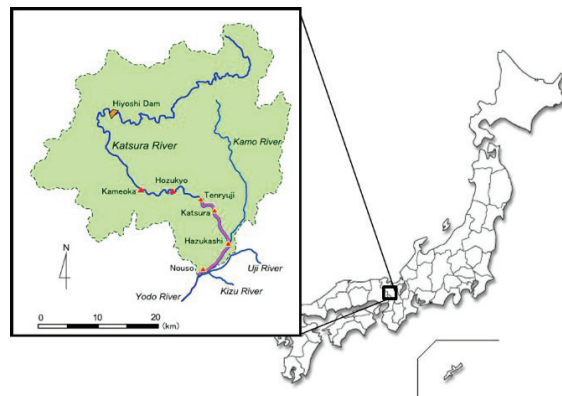 Hiyoshi Dam
Kamo River
Katsura River
Hozukyo
Kameoka
Tenryuji
Katsura
Hazukashi
N
Nouso
Uji River
Kizu River
Yodo River
0 10 20
(km)